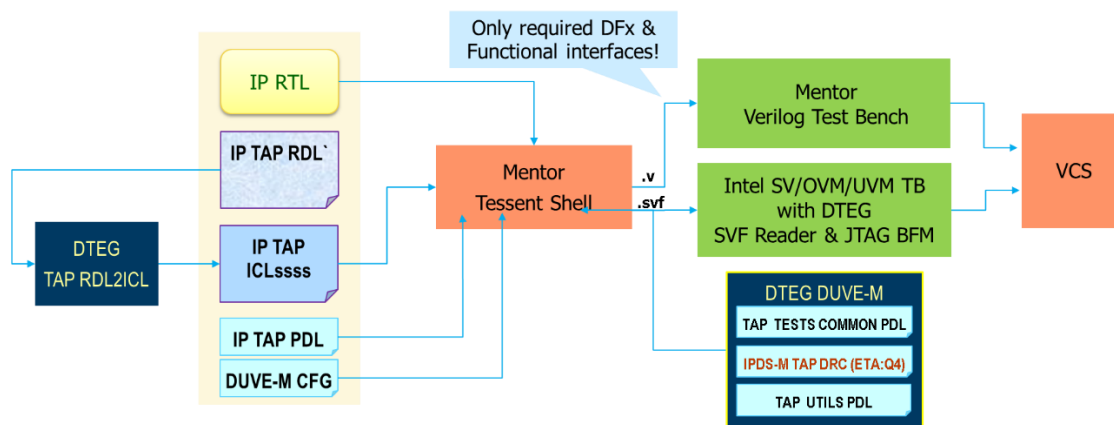 Only required DFx &
Functional interfaces!
IP RTL
Mentor
Verilog Test Bench
IP TAP RDL`
VCS
Mentor
Tessent Shell
.v
.svf
Intel SV/OVM/UVM TB
with DTEG
SVF Reader & JTAG BFM
DTEG
TAP RDL2ICL
IP TAP
ICLssss
DTEG DUVE-M
TAP TESTS COMMON PDL
IP TAP PDL
IPDS-M TAP DRC (ETA:Q4)
DUVE-M CFG
TAP UTILS PDL